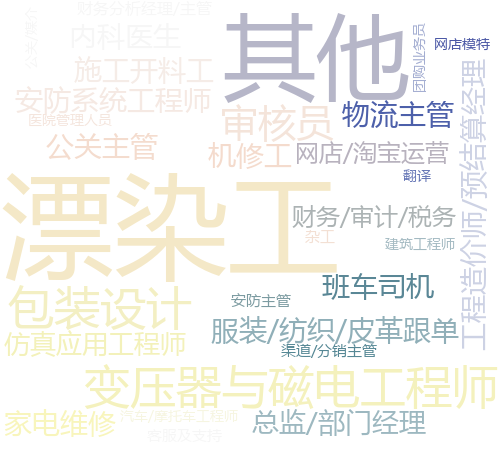 财务分析经理/主管
公关/媒介
内科医生
其他
团购业务员
网店模特
施工开料工
安防系统工程师
医院管理人员
审核员
物流主管
公关主管
机修工
网店/淘宝运营
翻译
工程造价师/预结算经理
漂染工
财务/审计/税务
杂工
建筑工程师
班车司机
包装设计
安防主管
服装/纺织/皮革跟单
仿真应用工程师
渠道/分销主管
变压器与磁电工程师
家电维修
汽车/摩托车工程师
总监/部门经理
客服及支持